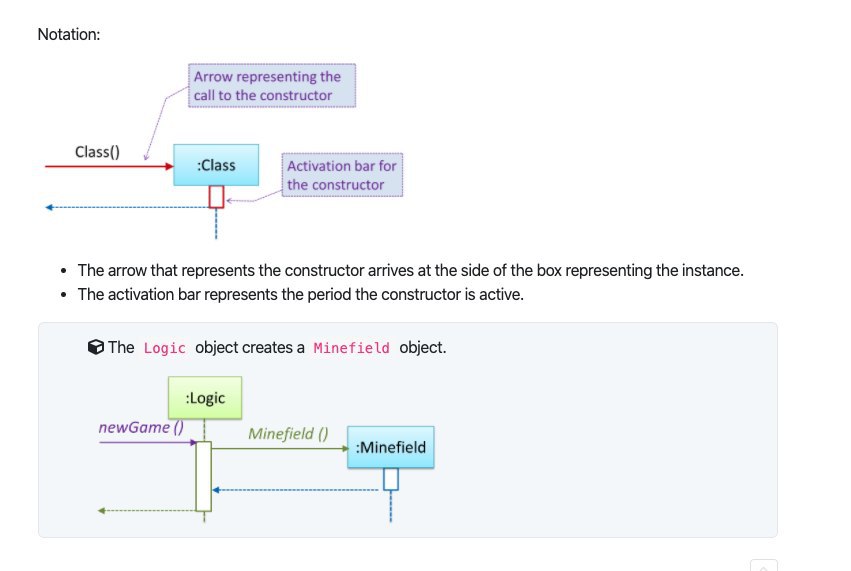 Notation:
Arrow representing the
call to the constructor
Class()
:Class
Activation bar for
the constructor
• The arrow that represents the constructor arrives at the side of the box representing the instance.
• The activation bar represents the period the constructor is active.
The Logic object creates a Minefield object.
:Logic
newGame ()
Minefield ()
:Minefield